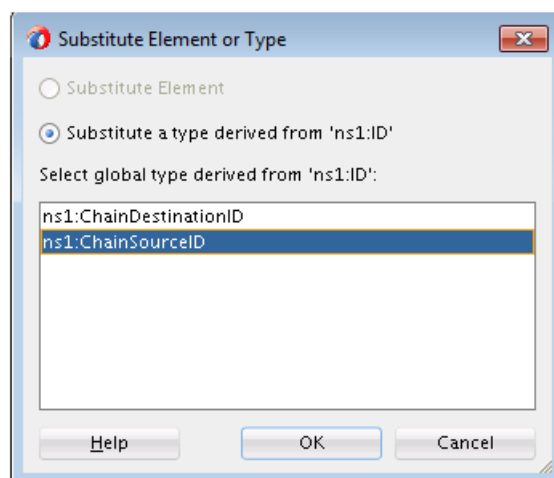 Substitute Element or Type
Substitute Element
Substitute a type derived from 'ns1:ID'
Select global type derived from 'ns1:ID':
ns1:ChainDestinationID
ns1:ChainSourceID
Help OK Cancel